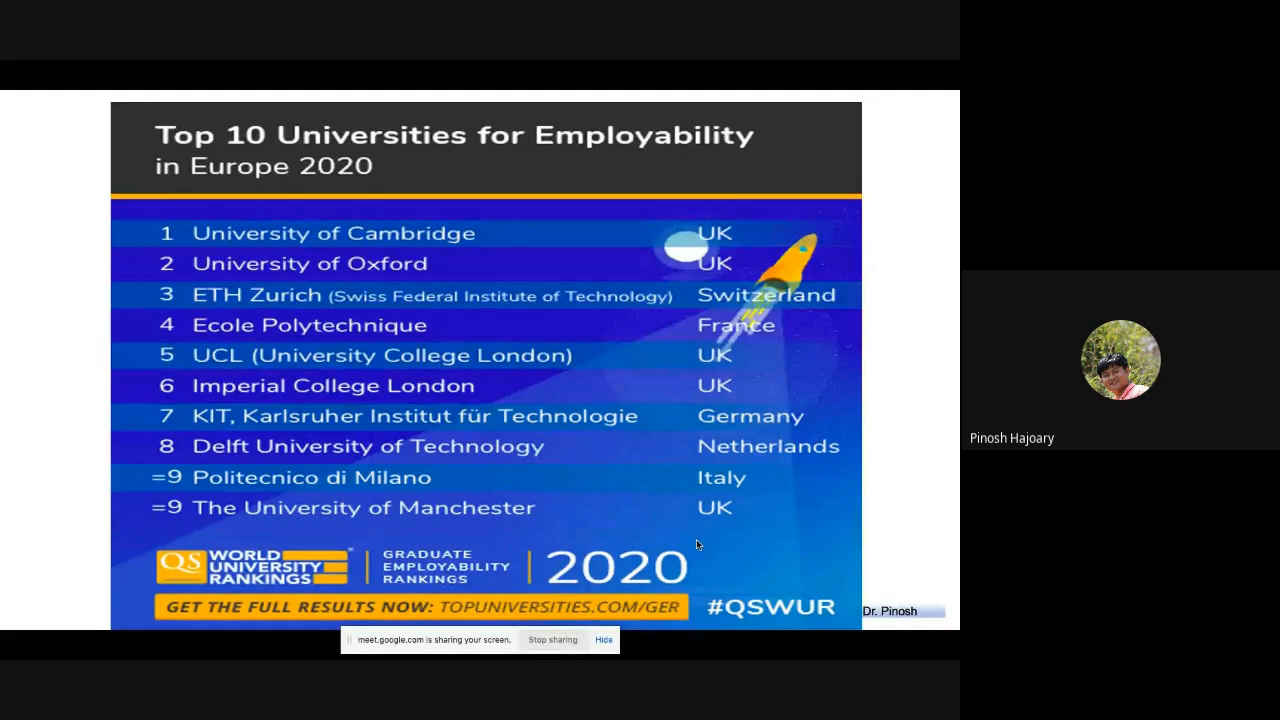 Top 10 Universities for Employability
in Europe 2020
1 University of Cambridge UK
2 University of Oxford UK
3 ETH Zurich (Swiss Federal Institute of Technology) Switzerland
4 Ecole Polytechnique France
5 UCL (University College London) UK
6 Imperial College London UK
7 KIT, Karlsruher Institut für Technologie Germany
8 Delft University of Technology Netherlands
=9 Politecnico di Milano Italy
=9 The University of Manchester UK
QS WORLD UNIVERSITY RANKINGS
GRADUATE EMPLOYABILITY RANKINGS
2020
GET THE FULL RESULTS NOW: TOPUNIVERSITIES.COM/GER
#QSWUR
Dr. Pinosh
meet.google.com is sharing your screen. Stop sharing Hide
Pinosh Hajoary